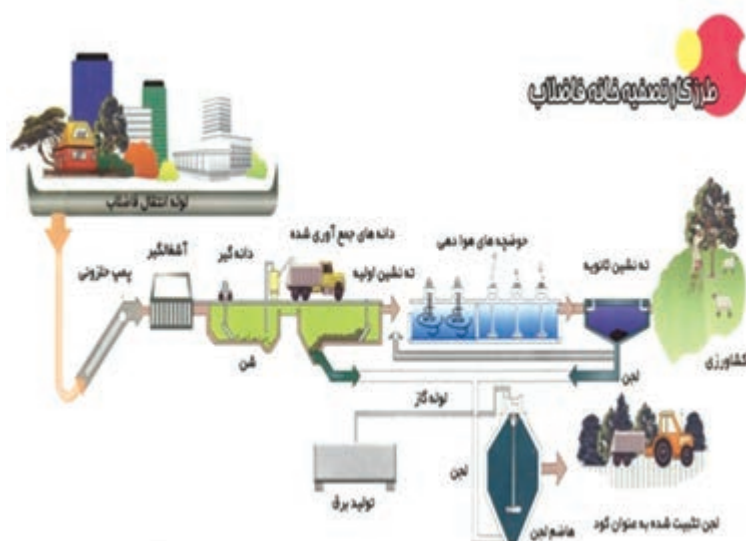 طرز کار تصفیه خانه فاضلاب
لوله انتقال فاضلاب
دانه های جمع آوری شده
حوضچه های هوا دهی
ته نشین ثانویه
ته نشین اولیه
دانه گیر
آشغالگیر
پمپ حلزونی
شن
لجن
کشاورزی
لوله گاز
تولید برق
لجن
هاضم لجن
لجن تثبیت شده به عنوان کود